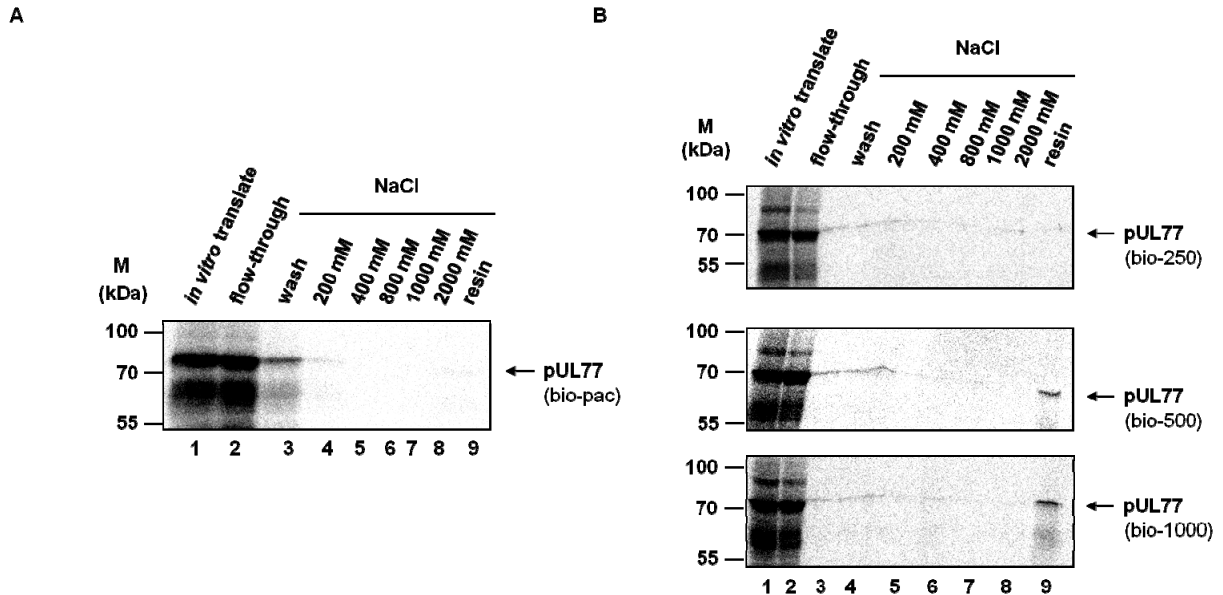 A
M
(kDa)
in vitro translate
flow-through
wash
NaCl
200 mM
400 mM
800 mM
1000 mM
2000 mM
resin
100
70
55
pUL77
(bio-pac)
1 2 3 4 5 6 7 8 9
B
M
(kDa)
in vitro translate
flow-through
wash
NaCl
200 mM
400 mM
800 mM
1000 mM
2000 mM
resin
100
70
55
pUL77
(bio-250)
100
70
55
pUL77
(bio-500)
100
70
55
pUL77
(bio-1000)
1 2 3 4 5 6 7 8 9